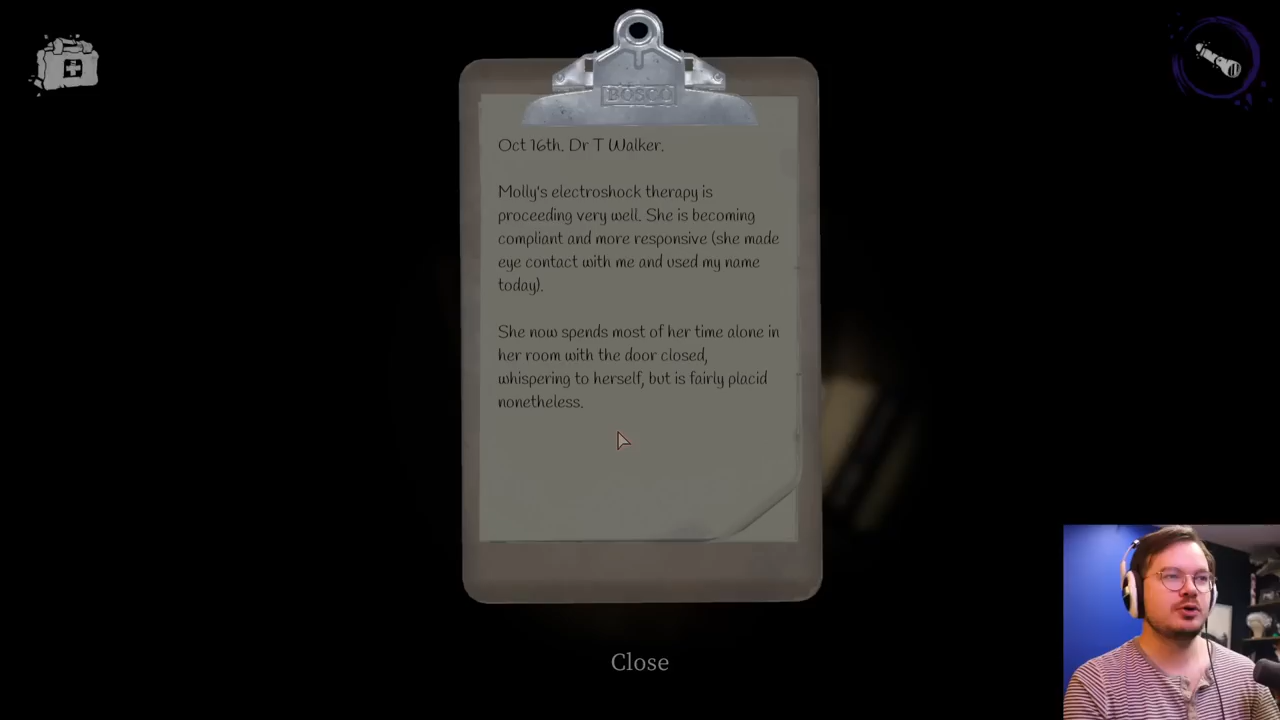 BOSCO
Oct 16th. Dr T Walker.
Molly's electroshock therapy is
proceeding very well. She is becoming
compliant and more responsive (she made
eye contact with me and used my name
today).
She now spends most of her time alone in
her room with the door closed,
whispering to herself, but is fairly placid
nonetheless.
Close